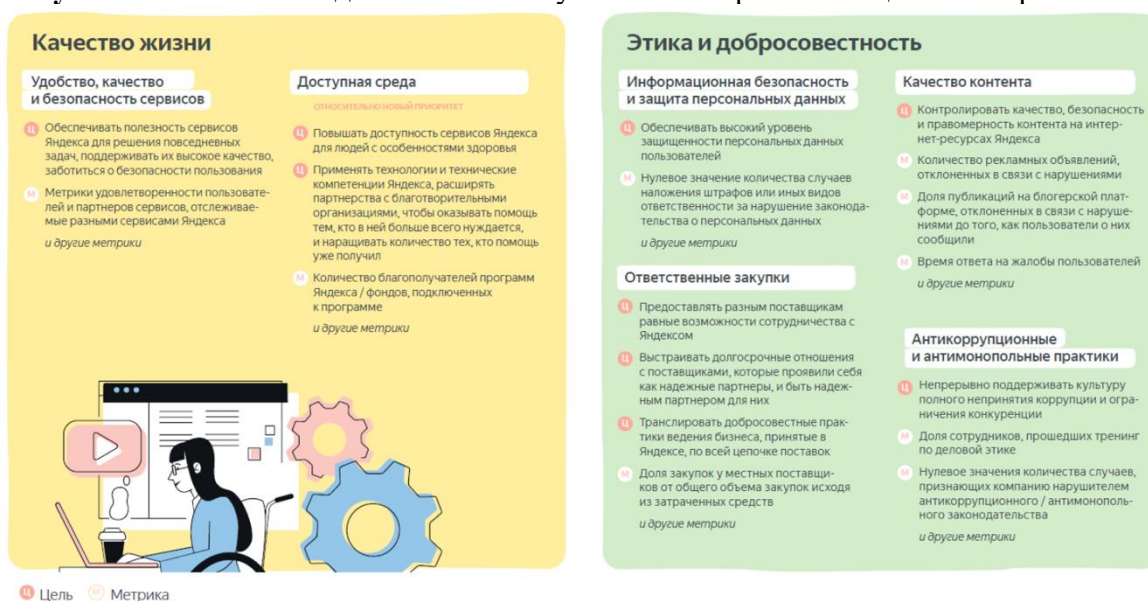 Качество жизни
Удобство, качество
и безопасность сервисов
Ц Обеспечивать полезность сервисов
Яндекса для решения повседневных
задач, поддерживать их высокое качество,
заботиться о безопасности пользования
М Метрики удовлетворенности пользовате-
лей и партнеров сервисов, отслеживае-
мые разными сервисами Яндекса
и другие метрики
Доступная среда
ОТНОСИТЕЛЬНО НОВЫЙ ПРИОРИТЕТ
Ц Повышать доступность сервисов Яндекса
для людей с особенностями здоровья
Ц Применять технологии и технические
компетенции Яндекса, расширять
партнерства с благотворительными
организациями, чтобы оказывать помощь
тем, кто в ней больше всего нуждается,
и наращивать количество тех, кто помощь
уже получил
М Количество благополучателей программ
Яндекса / фондов, подключенных
к программе
и другие метрики
Этика и добросовестность
Информационная безопасность
и защита персональных данных
Ц Обеспечивать высокий уровень
защищенности персональных данных
пользователей
М Нулевое значение количества случаев
наложения штрафов или иных видов
ответственности за нарушение законода-
тельства о персональных данных
и другие метрики
Ответственные закупки
Ц Предоставлять разным поставщикам
равные возможности сотрудничества с
Яндексом
Ц Выстраивать долгосрочные отношения
с поставщиками, которые проявили себя
как надежные партнеры, и быть надеж-
ным партнером для них
Ц Транслировать добросовестные прак-
тики ведения бизнеса, принятые в
Яндексе, по всей цепочке поставок
М Доля закупок у местных поставщи-
ков от общего объема закупок исходя
из затраченных средств
и другие метрики
Качество контента
Ц Контролировать качество, безопасность
и правомерность контента на интер-
нет-ресурсах Яндекса
М Количество рекламных объявлений,
отклоненных в связи с нарушениями
М Доля публикаций на блогерской плат-
форме, отклоненных в связи с наруше-
ниями до того, как пользователи о них
сообщили
М Время ответа на жалобы пользователей
и другие метрики
Антикоррупционные
и антимонопольные практики
Ц Непрерывно поддерживать культуру
полного непринятия коррупции и огра-
ничения конкуренции
М Доля сотрудников, прошедших тренинг
по деловой этике
М Нулевое значения количества случаев,
признающих компанию нарушителем
антикоррупционного / антимонополь-
ного законодательства
и другие метрики
Ц Цель М Метрика